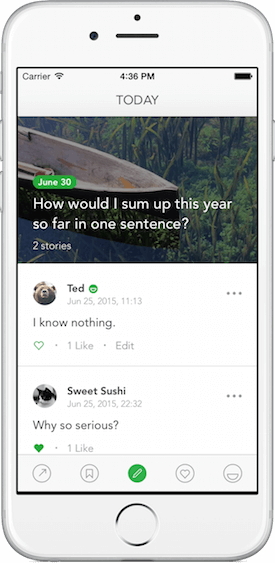 Carrier 4:36 PM
TODAY
June 30
How would I sum up this year
so far in one sentence?
2 stories
Ted
Jun 25, 2015, 11:13
I know nothing.
· 1 Like · Edit
Sweet Sushi
Jun 25, 2015, 22:32
Why so serious?
· 1 Like